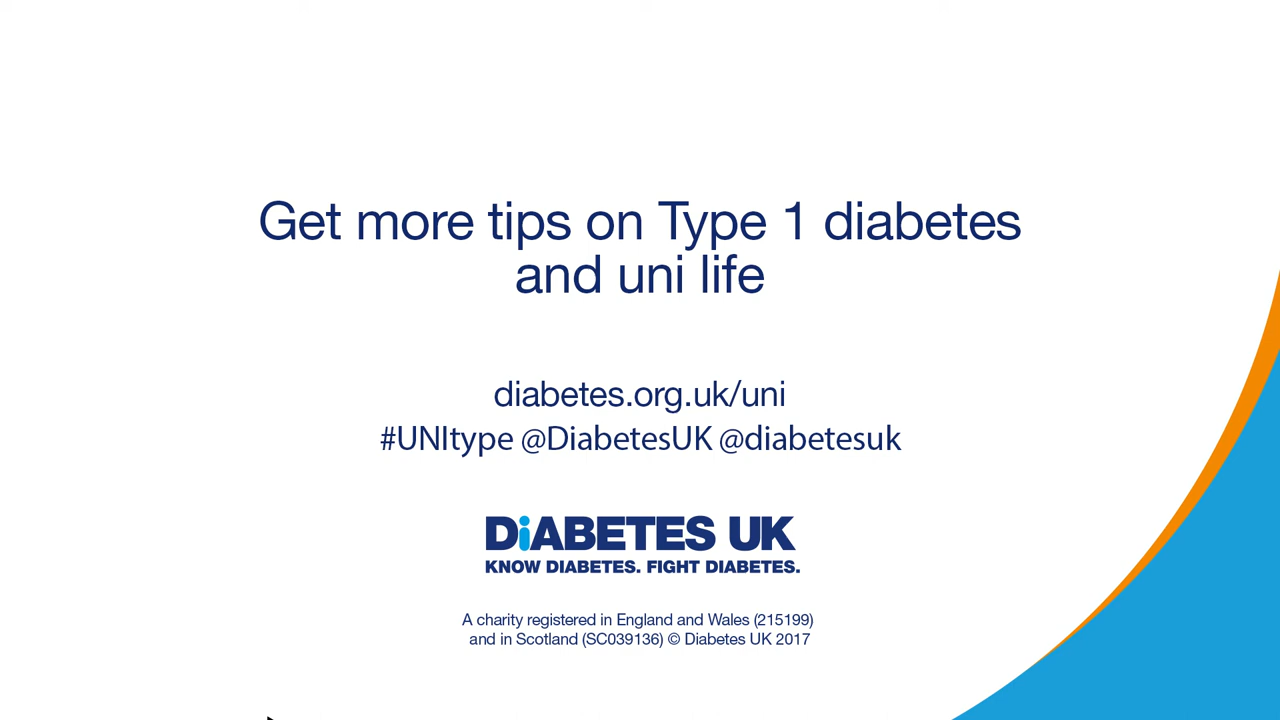 Get more tips on Type 1 diabetes
and uni life
diabetes.org.uk/uni
#UNItype @DiabetesUK @diabetesuk
DiABETES UK
KNOW DIABETES. FIGHT DIABETES.
A charity registered in England and Wales (215199)
and in Scotland (SC039136) © Diabetes UK 2017